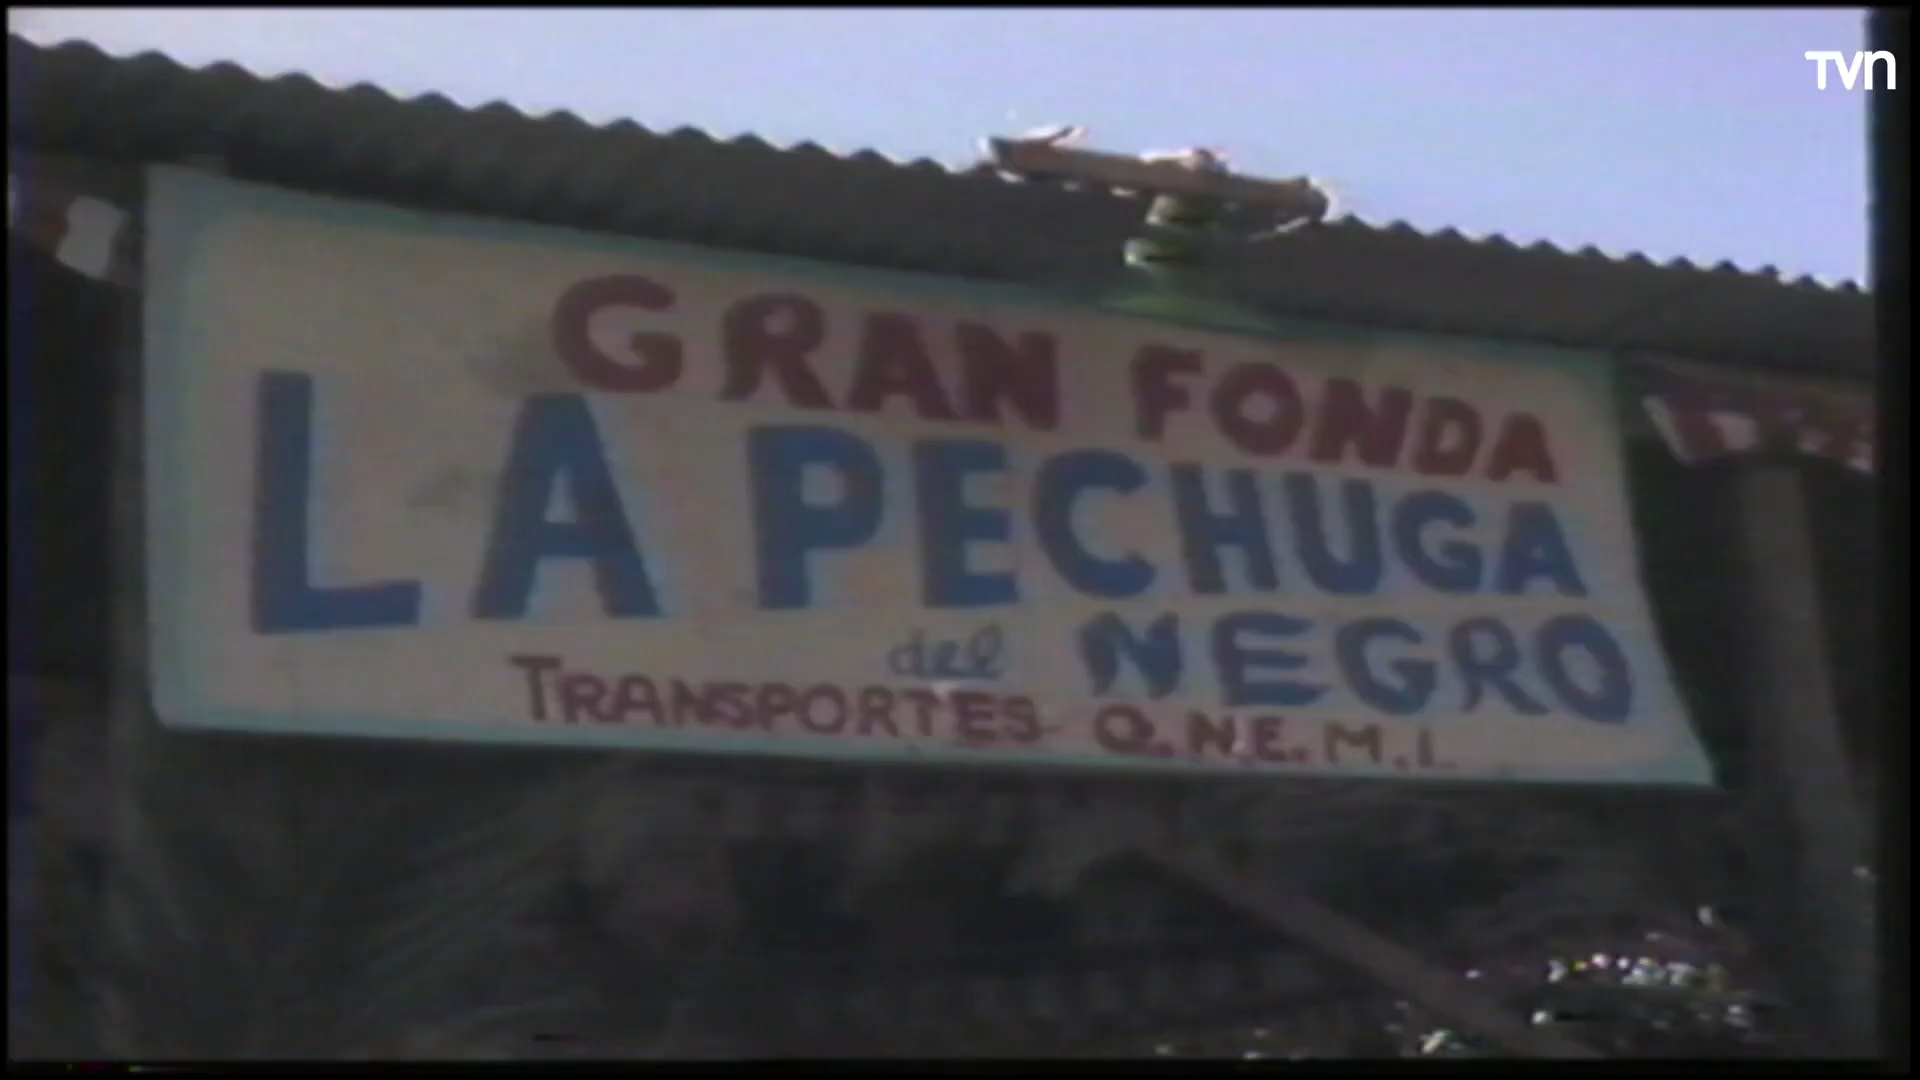 TVN
GRAN FONDA
LA PECHUGA
del NEGRO
TRANSPORTES Q.N.E.M.I.